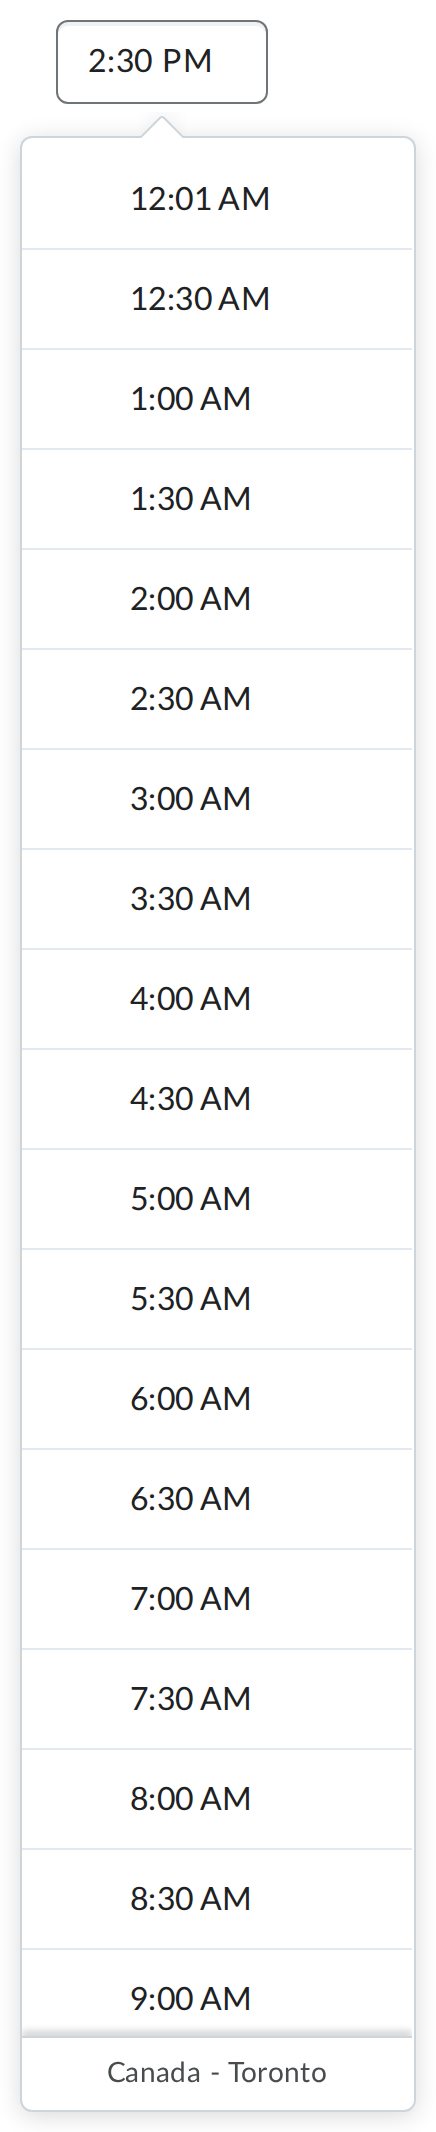 2:30 PM
12:01 AM
12:30 AM
1:00 AM
1:30 AM
2:00 AM
2:30 AM
3:00 AM
3:30 AM
4:00 AM
4:30 AM
5:00 AM
5:30 AM
6:00 AM
6:30 AM
7:00 AM
7:30 AM
8:00 AM
8:30 AM
9:00 AM
Canada - Toronto